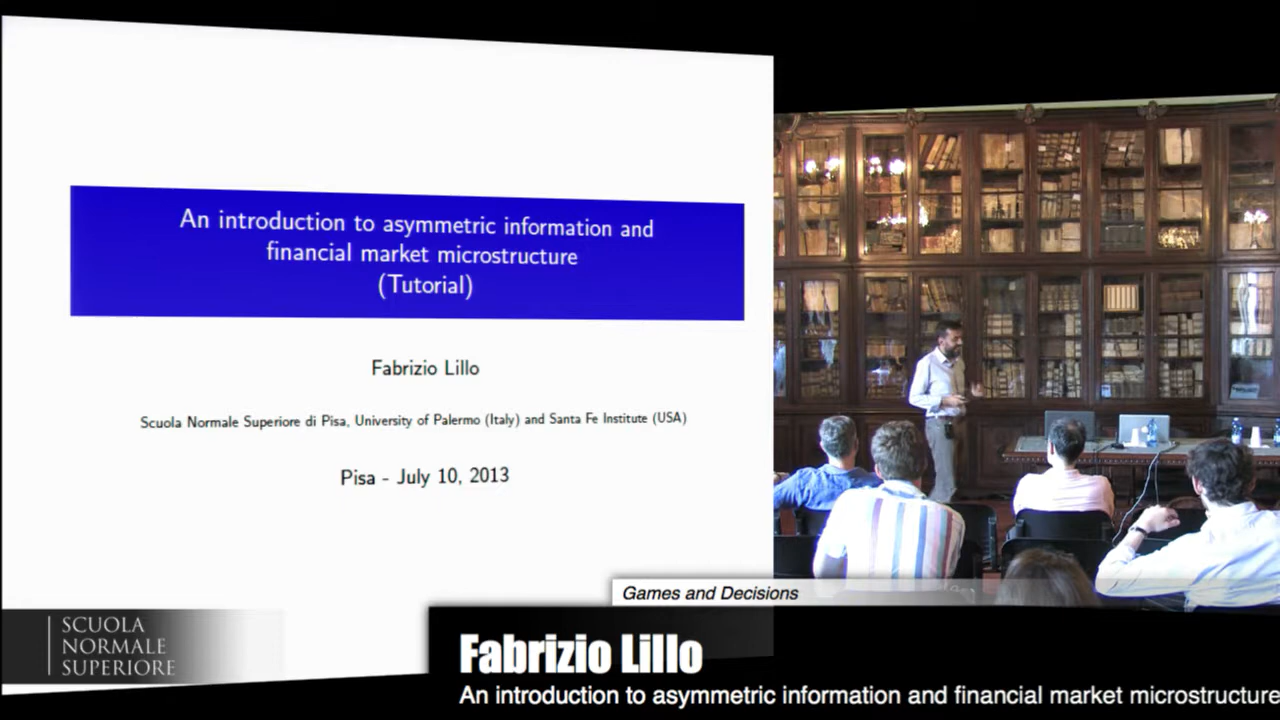 An introduction to asymmetric information and
financial market microstructure
(Tutorial)
Fabrizio Lillo
Scuola Normale Superiore di Pisa, University of Palermo (Italy) and Santa Fe Institute (USA)
Pisa - July 10, 2013
Games and Decisions
SCUOLA
NORMALE
SUPERIORE
Fabrizio Lillo
An introduction to asymmetric information and financial market microstructure